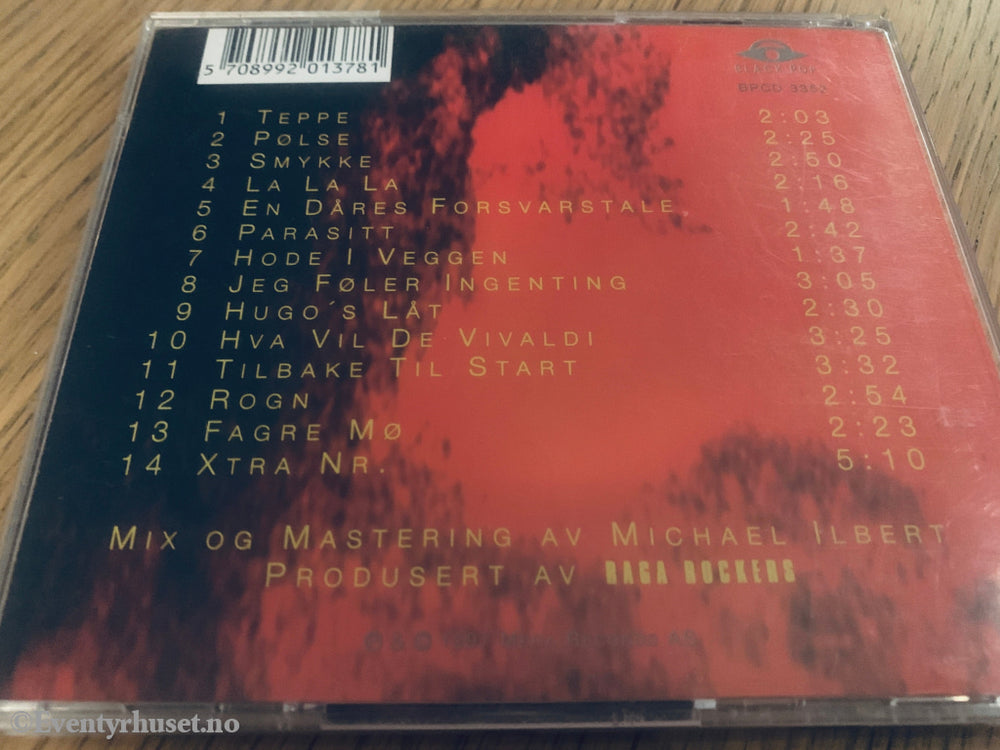 5 708992 013781
BPCD 3352
1 TEPPE 2:03
2 PØLSE 2:25
3 SMYKKE 2:50
4 LA LA LA 2:16
5 EN DÅRES FORSVARSTALE 1:48
6 PARASITT 2:42
7 HODE I VEGGEN 1:37
8 JEG FØLER INGENTING 3:05
9 HUGO´S LÅT 2:30
10 HVA VIL DE VIVALDI 3:25
11 TILBAKE TIL START 3:32
12 ROGN 2:54
13 FAGRE MØ 2:23
14 XTRA NR. 5:10
MIX OG MASTERING AV MICHAEL ILBERT
PRODUSERT AV RAGA ROCKERS
©Eventyrhuset.no